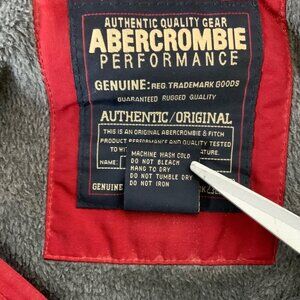 AUTHENTIC QUALITY GEAR
ABERCROMBIE
PERFORMANCE
GENUINE: REG. TRADEMARK GOODS
GUARANTEED RUGGED QUALITY
AUTHENTIC/ORIGINAL
THIS IS AN ORIGINAL ABERCROMBIE & FITCH
PRODUCT PERFORMANCE AND QUALITY TESTED
NAME:
MACHINE WASH COLD
DO NOT BLEACH
HANG TO DRY
DO NOT TUMBLE DRY
DO NOT IRON
GENUINE